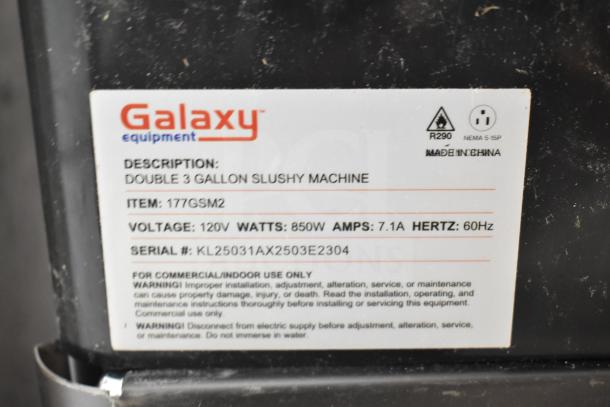 Galaxy™
equipment
R290
NEMA 5-15P
MADE IN CHINA
DESCRIPTION:
DOUBLE 3 GALLON SLUSHY MACHINE
ITEM: 177GSM2
VOLTAGE: 120V WATTS: 850W AMPS: 7.1A HERTZ: 60Hz
SERIAL #: KL25031AX2503E2304
FOR COMMERCIAL/INDOOR USE ONLY
WARNING! Improper installation, adjustment, alteration, service, or maintenance
can cause property damage, injury, or death. Read the installation, operating, and
maintenance instructions thoroughly before installing or servicing this equipment.
Commercial use only.
WARNING! Disconnect from electric supply before adjustment, alteration, service,
or maintenance. Do not immerse in water.